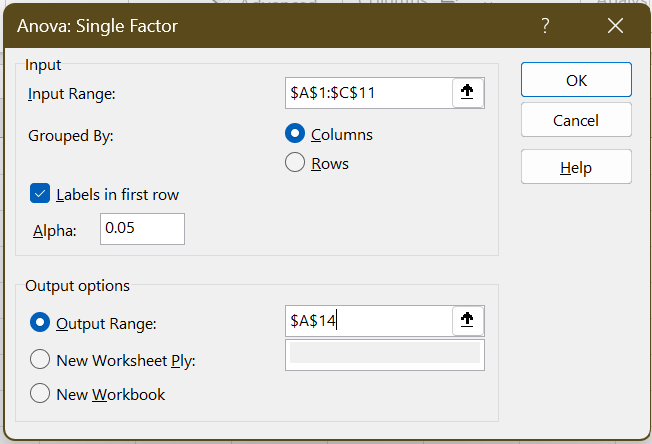 Anova: Single Factor
?
Input
Input Range:
$A$1:$C$11
OK
Cancel
Help
Grouped By:
Columns
Rows
Labels in first row
Alpha:
0.05
Output options
Output Range:
$A$14
New Worksheet Ply:
New Workbook